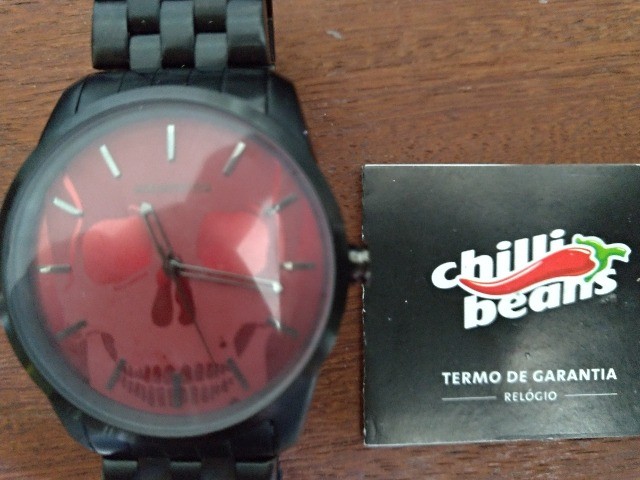 chilli
beans
TERMO DE GARANTIA
RELÓGIO